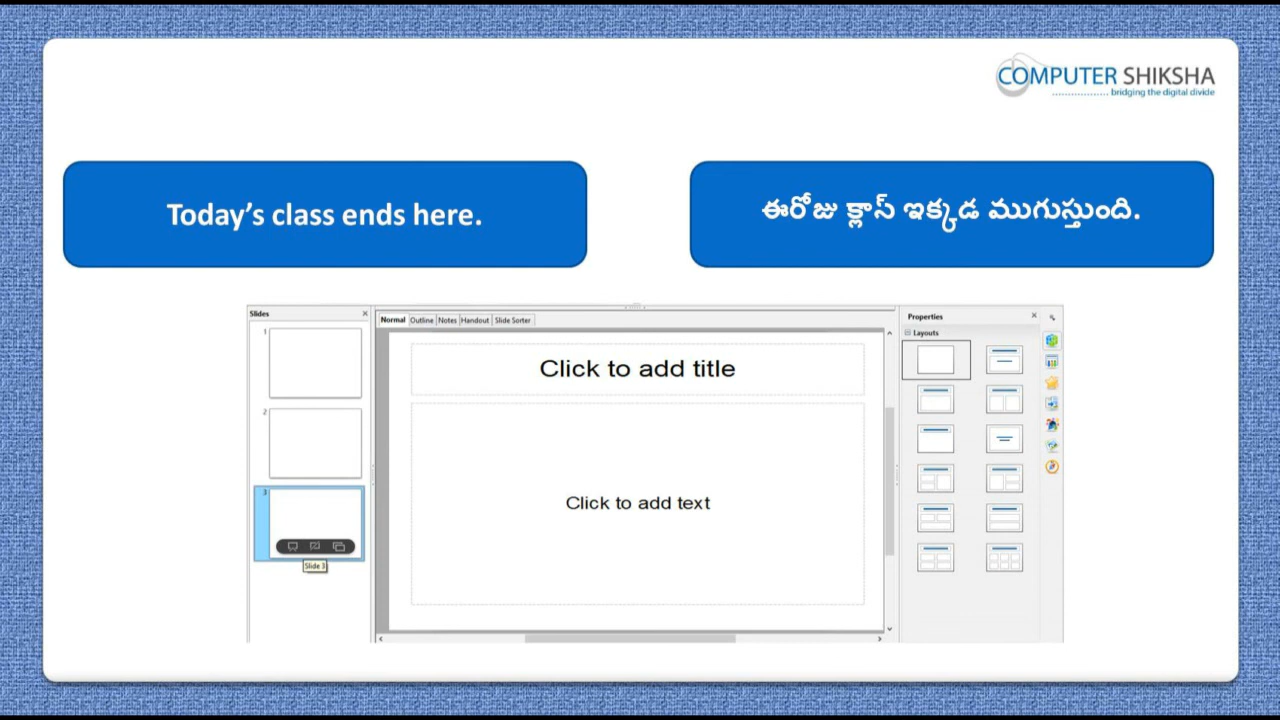 COMPUTER SHIKSHA
bridging the digital divide
Today's class ends here.
ఈరోజు క్లాస్ ఇక్కడ ముగుస్తుంది.
Slides
1
2
3
Slide 3
Normal Outline Notes Handout Slide Sorter
Click to add title
Click to add text
Properties
Layouts